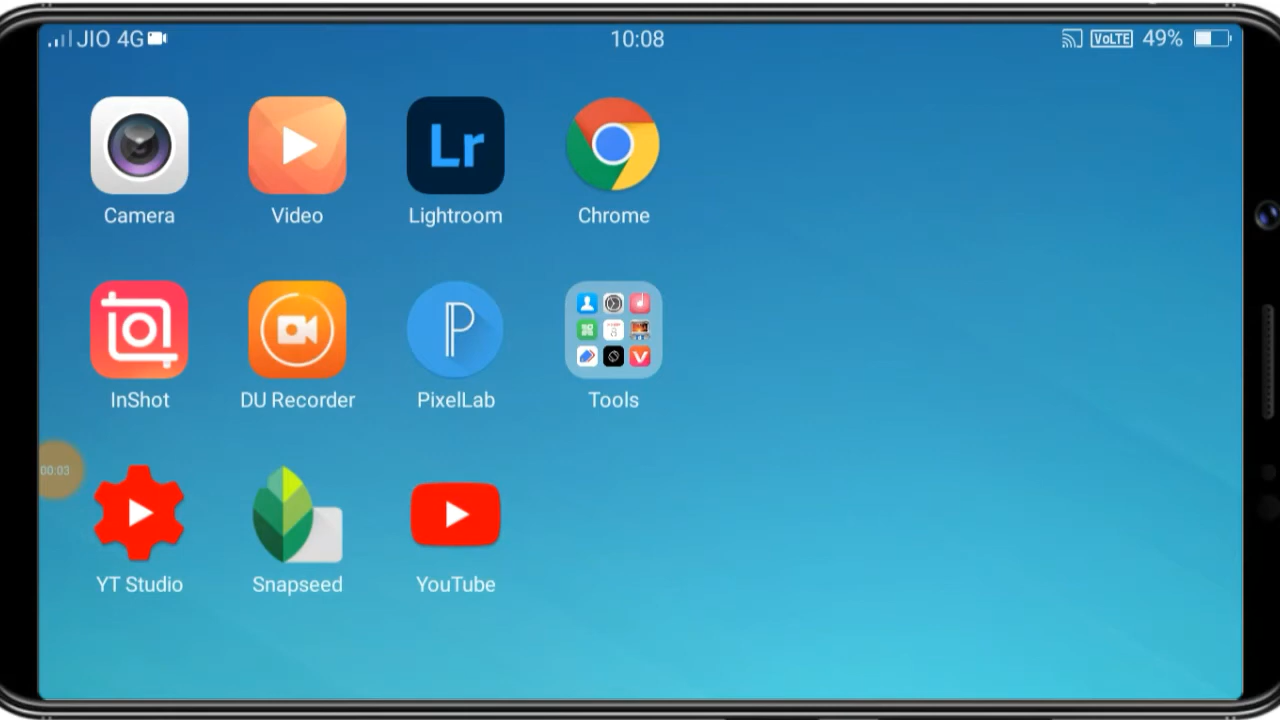 JIO 4G 10:08 VoLTE 49%
Lr
Camera Video Lightroom Chrome
P
InShot DU Recorder PixelLab Tools
00:03
YT Studio Snapseed YouTube